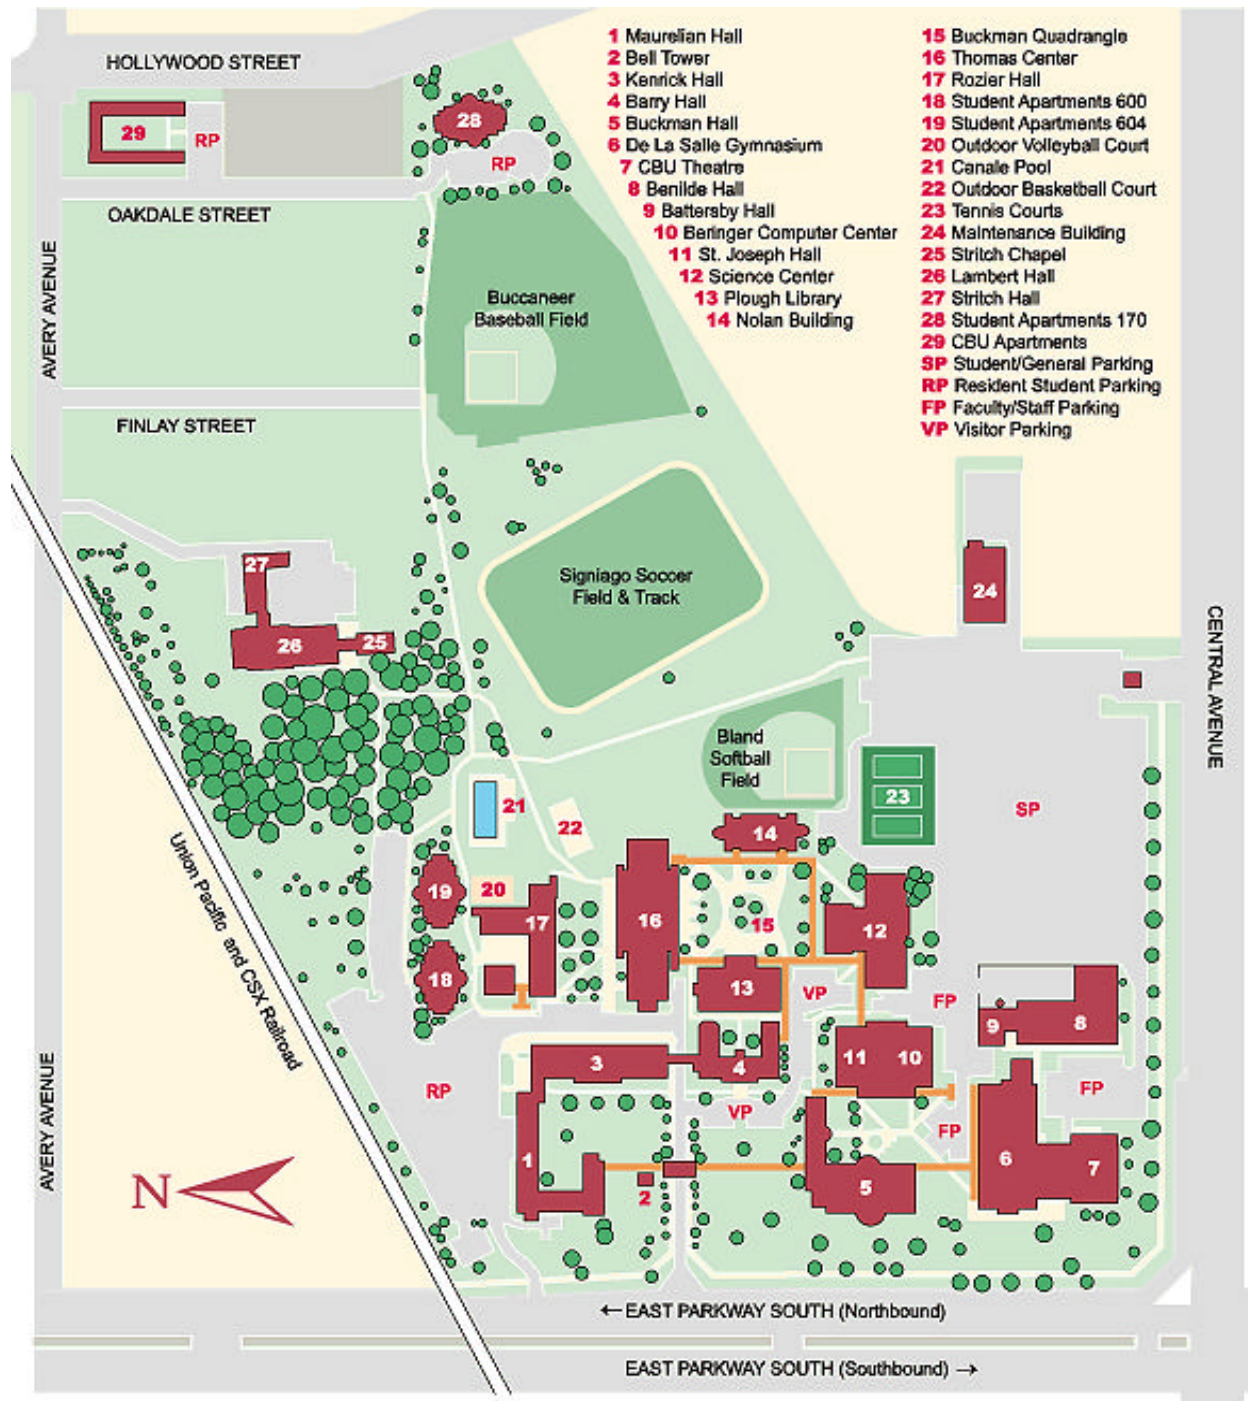 HOLLYWOOD STREET
OAKDALE STREET
FINLAY STREET
AVERY AVENUE
AVERY AVENUE
CENTRAL AVENUE
1 Maurelian Hall
2 Bell Tower
3 Kenrick Hall
4 Barry Hall
5 Buckman Hall
6 De La Salle Gymnasium
7 CBU Theatre
8 Benilde Hall
9 Battersby Hall
10 Beringer Computer Center
11 St. Joseph Hall
12 Science Center
13 Plough Library
14 Nolan Building
15 Buckman Quadrangle
16 Thomas Center
17 Rozier Hall
18 Student Apartments 600
19 Student Apartments 604
20 Outdoor Volleyball Court
21 Canale Pool
22 Outdoor Basketball Court
23 Tennis Courts
24 Maintenance Building
25 Stritch Chapel
26 Lambert Hall
27 Stritch Hall
28 Student Apartments 170
29 CBU Apartments
SP Student/General Parking
RP Resident Student Parking
FP Faculty/Staff Parking
VP Visitor Parking
29
RP
28
RP
Buccaneer
Baseball Field
Signiago Soccer
Field & Track
27
26
25
24
Bland
Softball
Field
23
SP
21
22
14
20
19
17
16
15
12
18
13
VP
FP
9
8
3
4
11
10
RP
VP
FP
FP
1
2
5
6
7
N
Union Pacific and CSX Railroad
← EAST PARKWAY SOUTH (Northbound)
EAST PARKWAY SOUTH (Southbound) →